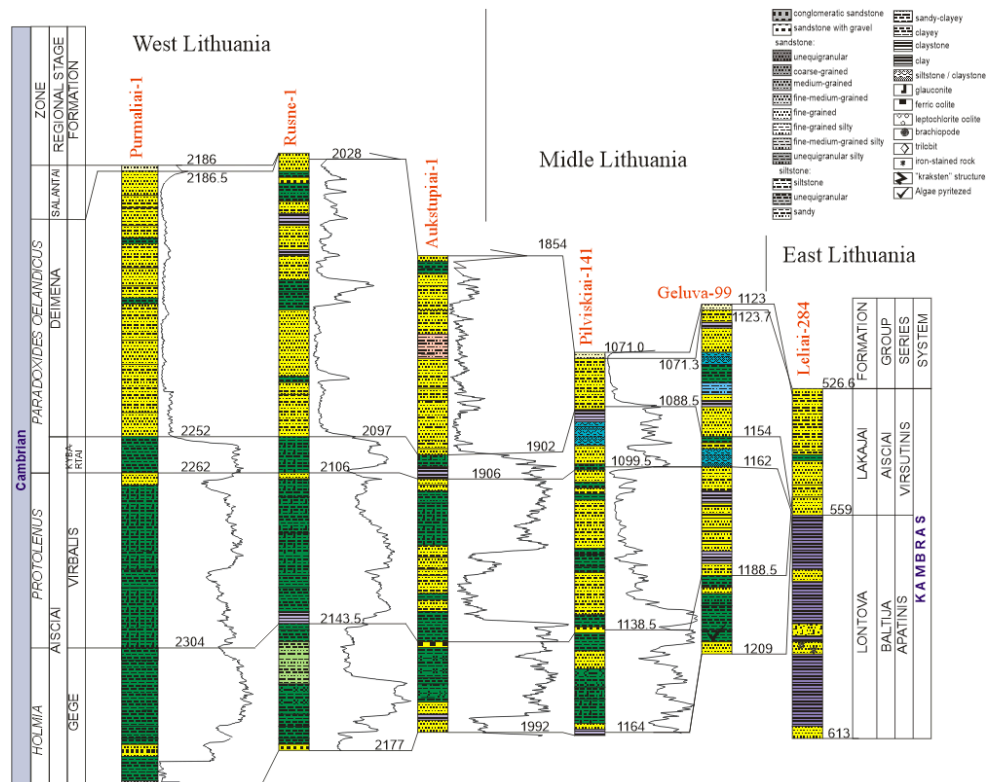 West Lithuania
Midle Lithuania
East Lithuania
Cambrian
ZONE
REGIONAL STAGE
FORMATION
HOLMIA
PROTOLENIUS
PARADOXIDES OELANDICUS
AISCIAI
SALANTAI
DEIMENA
KYBA-
RTAI
VIRBALIS
GEGE
Purmaliai-1
Rusne-1
Aukstupiai-1
Pilviskiai-141
Geluva-99
Leliai-284
2186
2186.5
2252
2262
2304
2028
2097
2106
2143.5
2177
1854
1902
1906
1992
1071.0
1071.3
1088.5
1099.5
1138.5
1164
1123
1123.7
1154
1162
1188.5
1209
526.6
559
613
FORMATION
GROUP
SERIES
SYSTEM
LAKAJAI
AISCIAI
VIRSUTINIS
LONTOVA
BALTIJA
APATINIS
KAMBRAS
conglomeratic sandstone
sandstone with gravel
sandstone:
unequigranular
coarse-grained
medium-grained
fine-medium-grained
fine-grained
fine-grained silty
fine-medium-grained silty
unequigranular silty
siltstone:
siltstone
unequigranular
sandy
sandy-clayey
clayey
claystone
clay
siltstone / claystone
glauconite
ferric oolite
leptochlorite oolite
brachiopode
trilobit
iron-stained rock
"kraksten" structure
Algae pyritezed